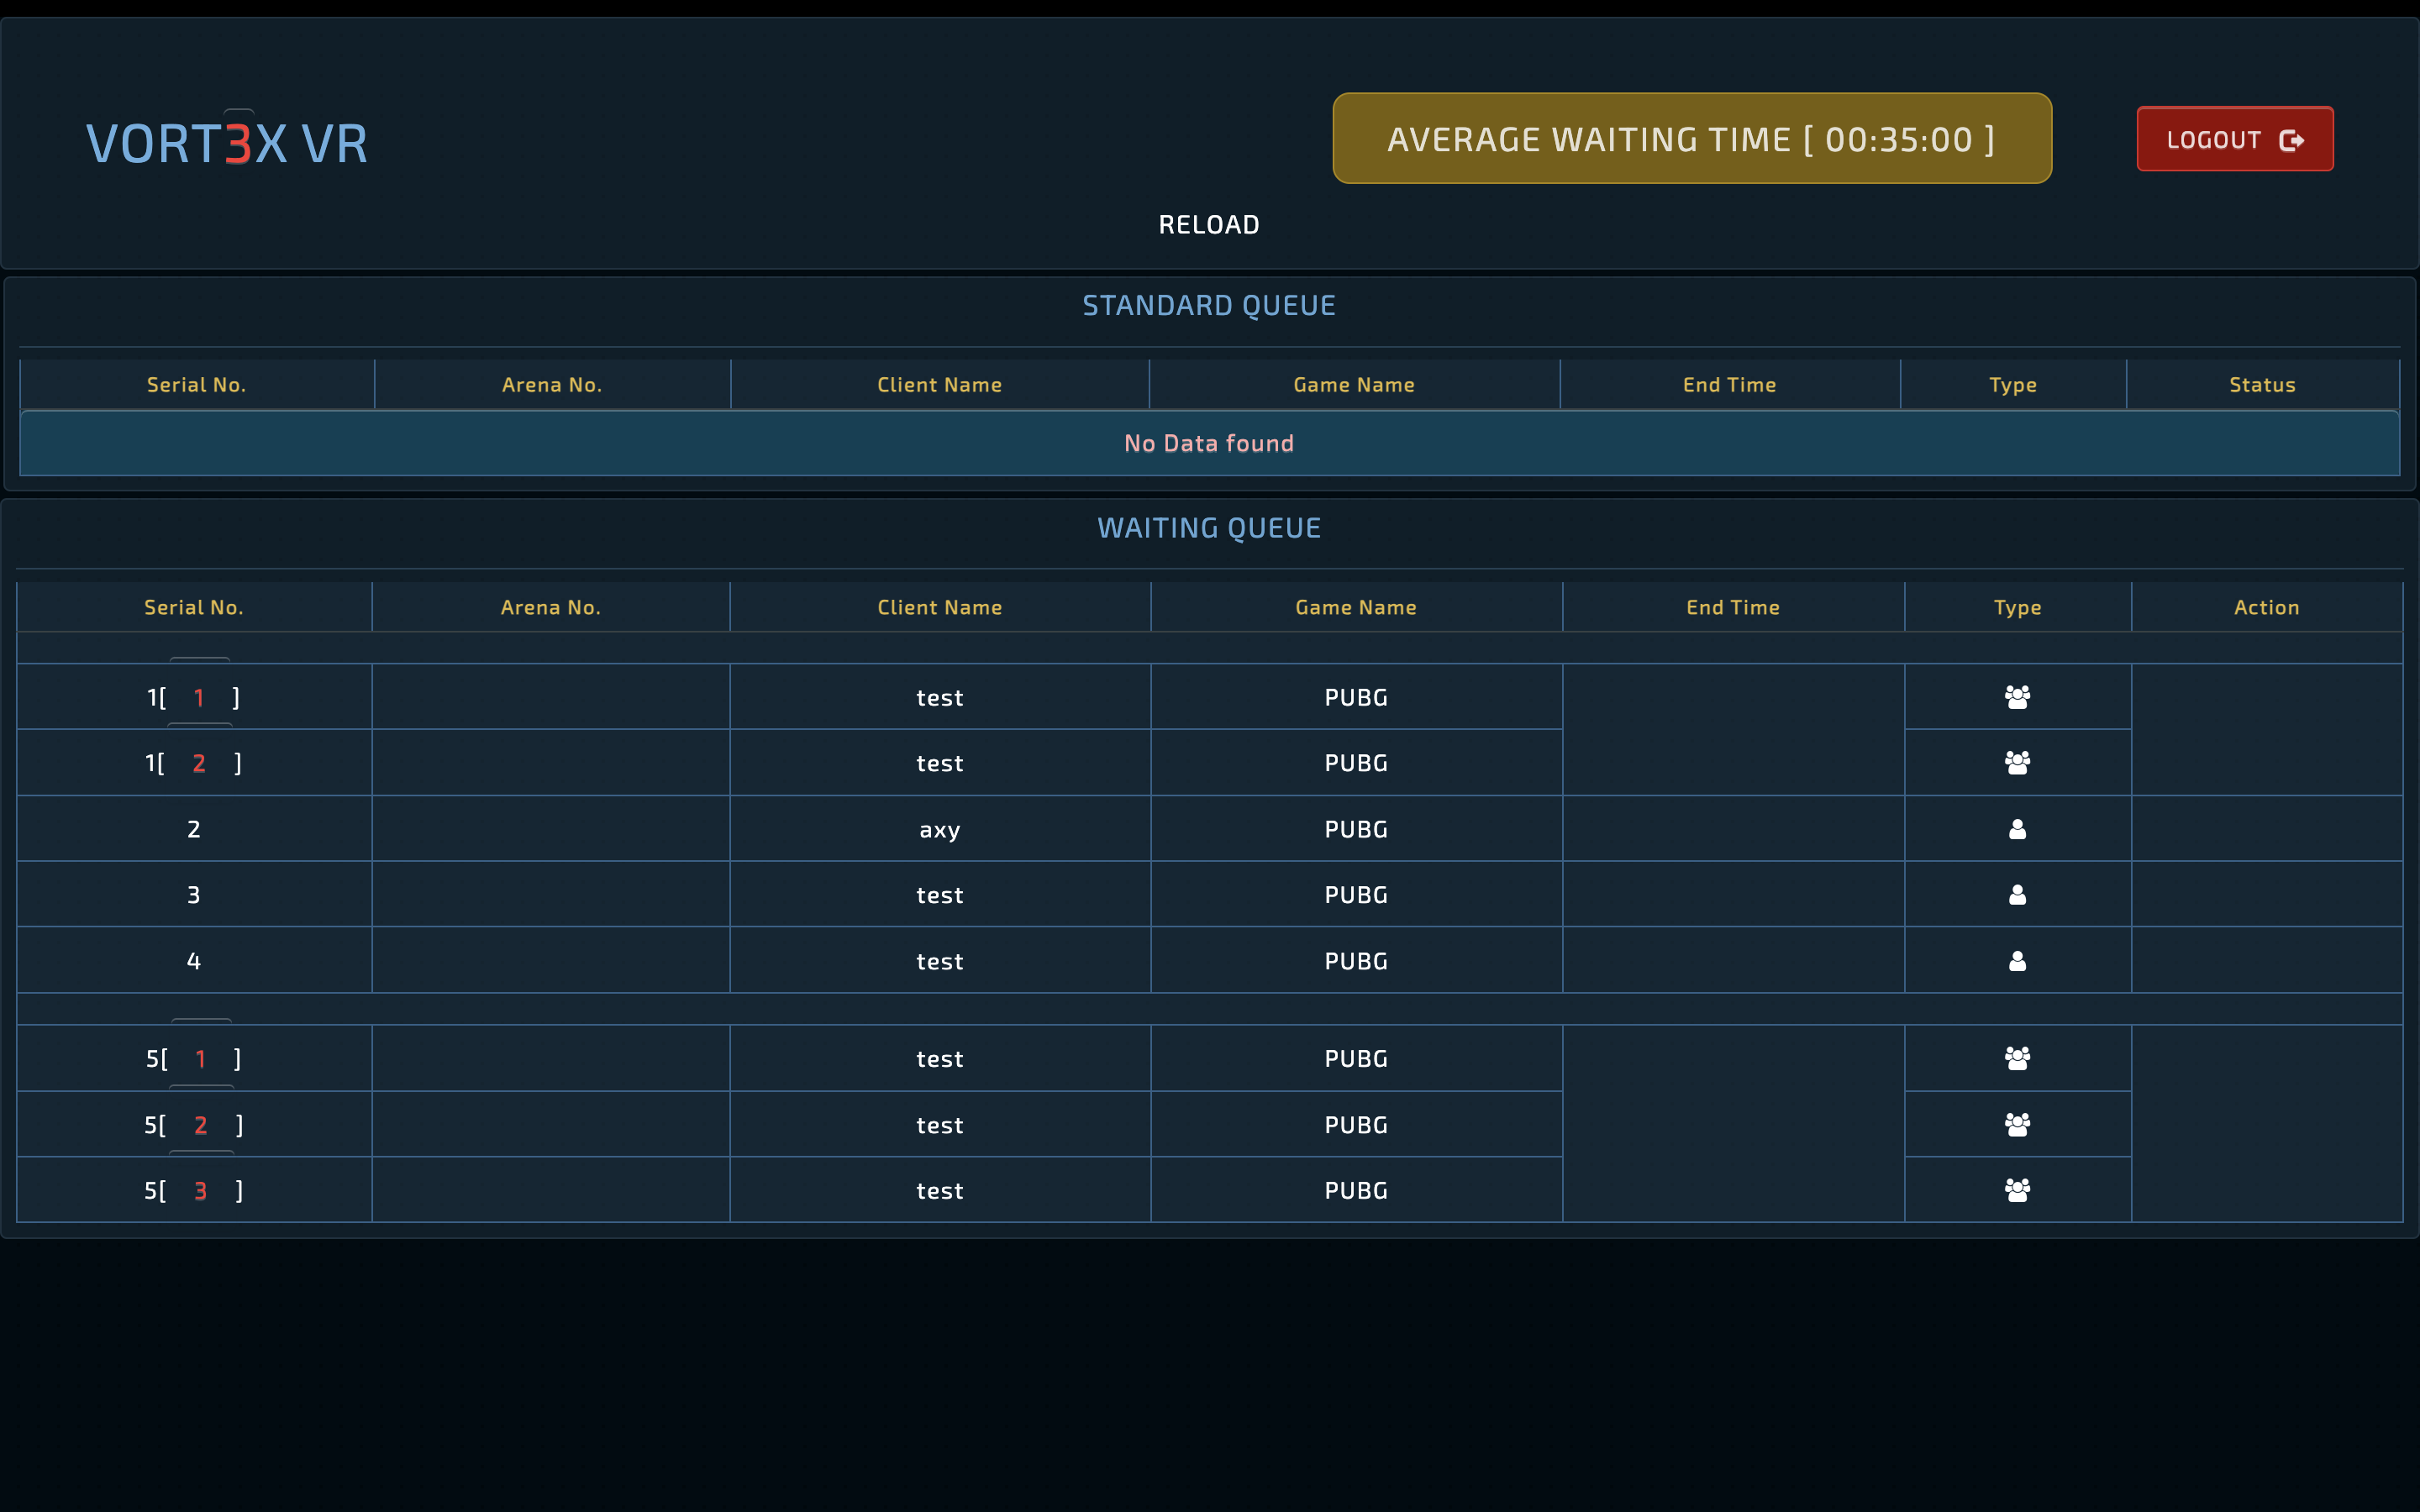 VORT3X VR
AVERAGE WAITING TIME [ 00:35:00 ]
LOGOUT
RELOAD
STANDARD QUEUE
Serial No. Arena No. Client Name Game Name End Time Type Status
No Data found
WAITING QUEUE
Serial No. Arena No. Client Name Game Name End Time Type Action
1[ 1 ] test PUBG
1[ 2 ] test PUBG
2 axy PUBG
3 test PUBG
4 test PUBG
5[ 1 ] test PUBG
5[ 2 ] test PUBG
5[ 3 ] test PUBG